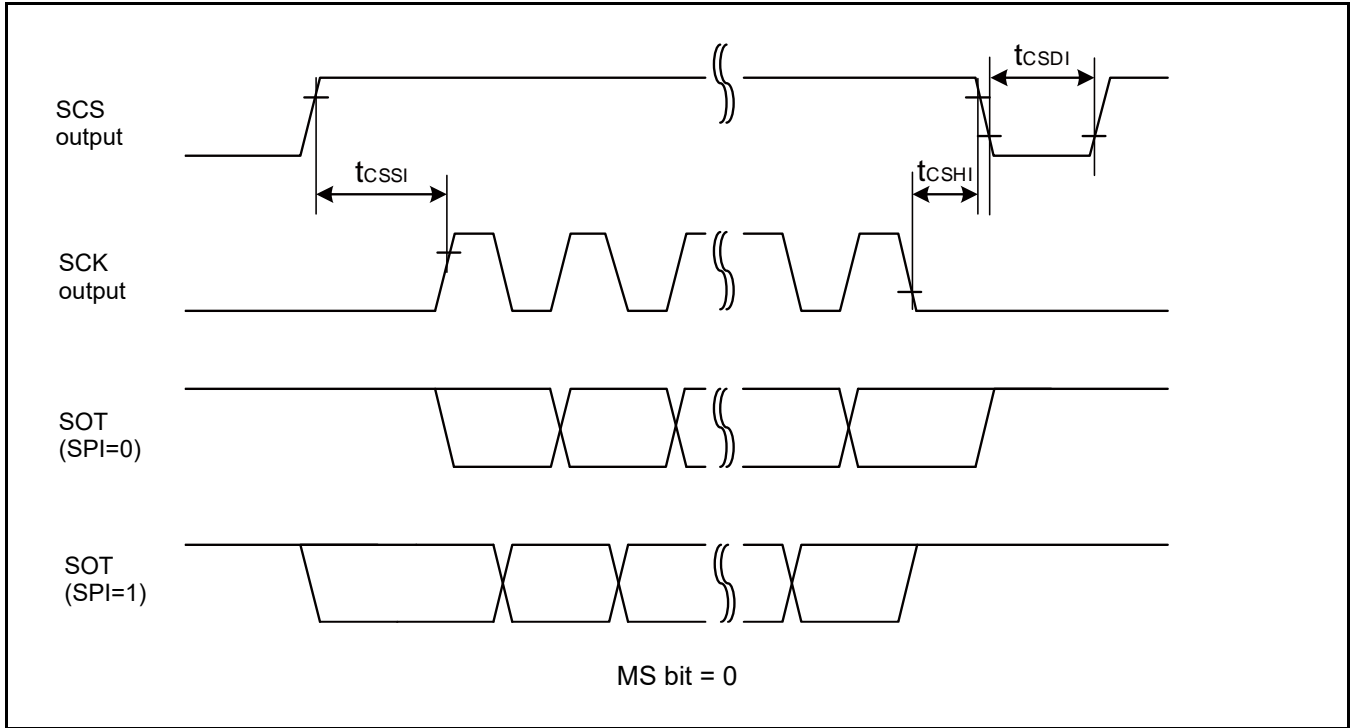 tCSDI
SCS
output
tCSSI
tCSHI
SCK
output
SOT
(SPI=0)
SOT
(SPI=1)
MS bit = 0